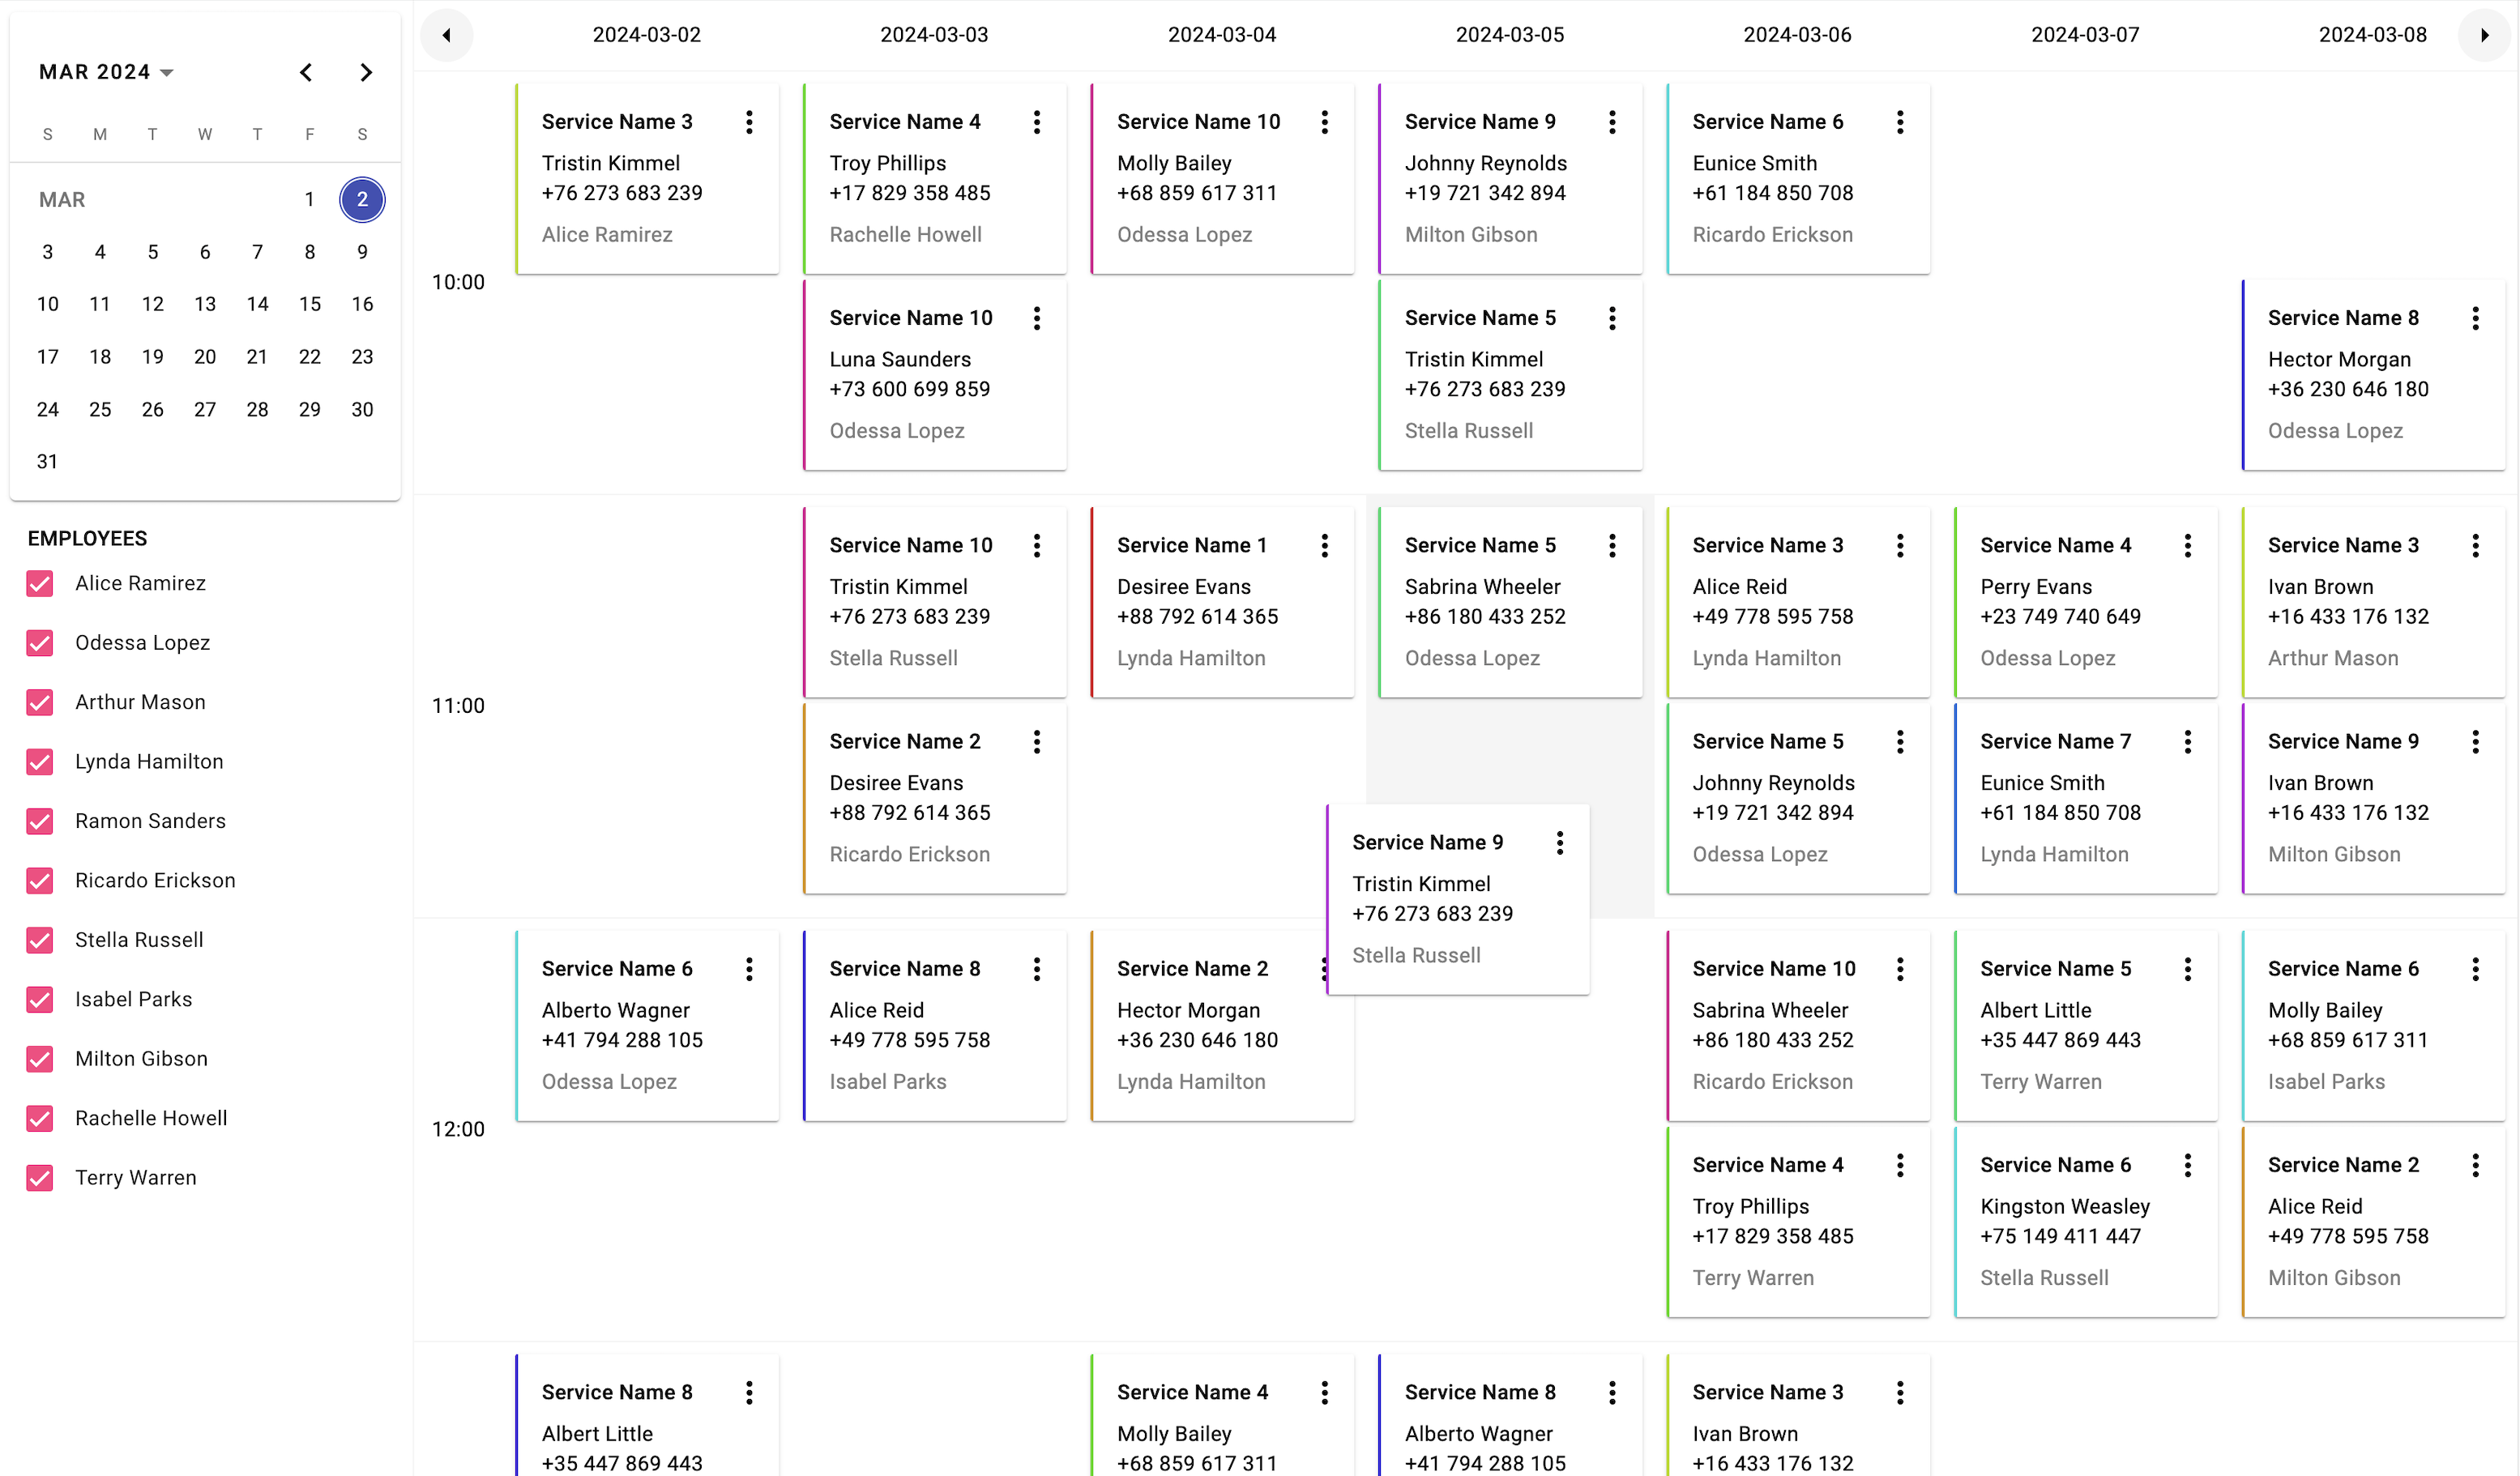 MAR 2024
S M T W T F S
MAR 1 2
3 4 5 6 7 8 9
10 11 12 13 14 15 16
17 18 19 20 21 22 23
24 25 26 27 28 29 30
31
EMPLOYEES
Alice Ramirez
Odessa Lopez
Arthur Mason
Lynda Hamilton
Ramon Sanders
Ricardo Erickson
Stella Russell
Isabel Parks
Milton Gibson
Rachelle Howell
Terry Warren
2024-03-02 2024-03-03 2024-03-04 2024-03-05 2024-03-06 2024-03-07 2024-03-08
10:00
Service Name 3
Tristin Kimmel
+76 273 683 239
Alice Ramirez
Service Name 4
Troy Phillips
+17 829 358 485
Rachelle Howell
Service Name 10
Luna Saunders
+73 600 699 859
Odessa Lopez
Service Name 10
Molly Bailey
+68 859 617 311
Odessa Lopez
Service Name 9
Johnny Reynolds
+19 721 342 894
Milton Gibson
Service Name 5
Tristin Kimmel
+76 273 683 239
Stella Russell
Service Name 6
Eunice Smith
+61 184 850 708
Ricardo Erickson
Service Name 8
Hector Morgan
+36 230 646 180
Odessa Lopez
11:00
Service Name 10
Tristin Kimmel
+76 273 683 239
Stella Russell
Service Name 2
Desiree Evans
+88 792 614 365
Ricardo Erickson
Service Name 1
Desiree Evans
+88 792 614 365
Lynda Hamilton
Service Name 5
Sabrina Wheeler
+86 180 433 252
Odessa Lopez
Service Name 9
Tristin Kimmel
+76 273 683 239
Stella Russell
Service Name 3
Alice Reid
+49 778 595 758
Lynda Hamilton
Service Name 5
Johnny Reynolds
+19 721 342 894
Odessa Lopez
Service Name 4
Perry Evans
+23 749 740 649
Odessa Lopez
Service Name 7
Eunice Smith
+61 184 850 708
Lynda Hamilton
Service Name 3
Ivan Brown
+16 433 176 132
Arthur Mason
Service Name 9
Ivan Brown
+16 433 176 132
Milton Gibson
12:00
Service Name 6
Alberto Wagner
+41 794 288 105
Odessa Lopez
Service Name 8
Alice Reid
+49 778 595 758
Isabel Parks
Service Name 2
Hector Morgan
+36 230 646 180
Lynda Hamilton
Service Name 10
Sabrina Wheeler
+86 180 433 252
Ricardo Erickson
Service Name 4
Troy Phillips
+17 829 358 485
Terry Warren
Service Name 5
Albert Little
+35 447 869 443
Terry Warren
Service Name 6
Kingston Weasley
+75 149 411 447
Stella Russell
Service Name 6
Molly Bailey
+68 859 617 311
Isabel Parks
Service Name 2
Alice Reid
+49 778 595 758
Milton Gibson
Service Name 8
Albert Little
+35 447 869 443
Service Name 4
Molly Bailey
+68 859 617 311
Service Name 8
Alberto Wagner
+41 794 288 105
Service Name 3
Ivan Brown
+16 433 176 132